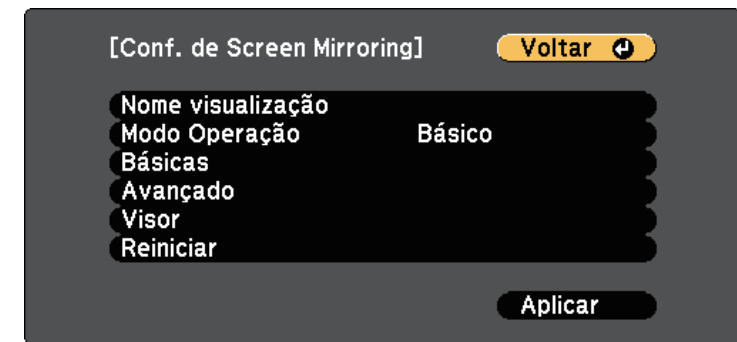 [Conf. de Screen Mirroring] Voltar
Nome visualização
Modo Operação Básico
Básicas
Avançado
Visor
Reiniciar
Aplicar